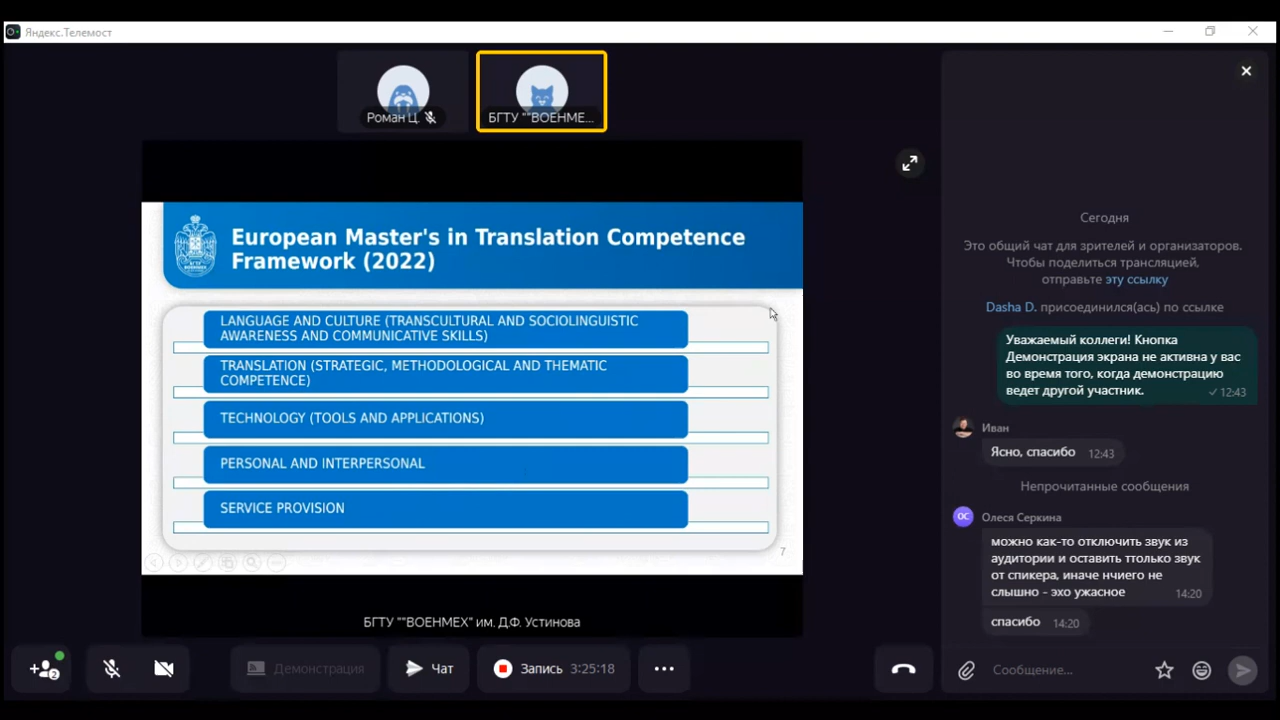 Яндекс.Телемост
Роман Ц.
БГТУ ""ВОЕНМЕ...
European Master's in Translation Competence
Framework (2022)
LANGUAGE AND CULTURE (TRANSCULTURAL AND SOCIOLINGUISTIC
AWARENESS AND COMMUNICATIVE SKILLS)
TRANSLATION (STRATEGIC, METHODOLOGICAL AND THEMATIC
COMPETENCE)
TECHNOLOGY (TOOLS AND APPLICATIONS)
PERSONAL AND INTERPERSONAL
SERVICE PROVISION
7
БГТУ ""ВОЕНМЕХ" им. Д.Ф. Устинова
2
Демонстрация
Чат
Запись 3:25:18
Сегодня
Это общий чат для зрителей и организаторов.
Чтобы поделиться трансляцией,
отправьте эту ссылку
Dasha D. присоединился(ась) по ссылке
Уважаемый коллеги! Кнопка
Демонстрация экрана не активна у вас
во время того, когда демонстрацию
ведет другой участник.
12:43
Иван
Ясно, спасибо 12:43
Непрочитанные сообщения
ОС
Олеся Серкина
можно как-то отключить звук из
аудитории и оставить ттолько звук
от спикера, иначе нчиего не
слышно - эхо ужасное 14:20
спасибо 14:20
Сообщение...